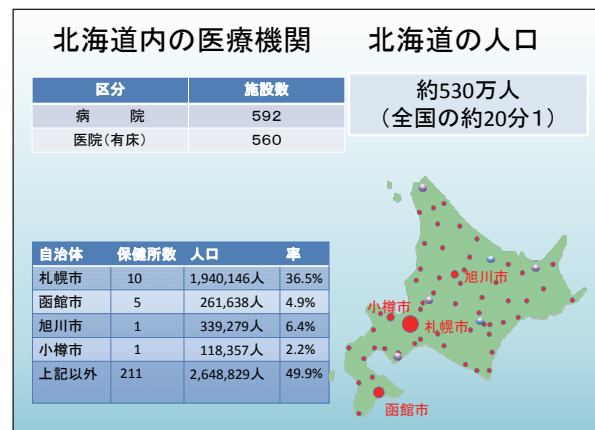 北海道内の医療機関
北海道の人口
区分 施設数
病　院 592
医院(有床) 560
約530万人
（全国の約20分1）
自治体 保健所数 人口 率
札幌市 10 1,940,146人 36.5%
函館市 5 261,638人 4.9%
旭川市 1 339,279人 6.4%
小樽市 1 118,357人 2.2%
上記以外 211 2,648,829人 49.9%
旭川市
小樽市
札幌市
函館市